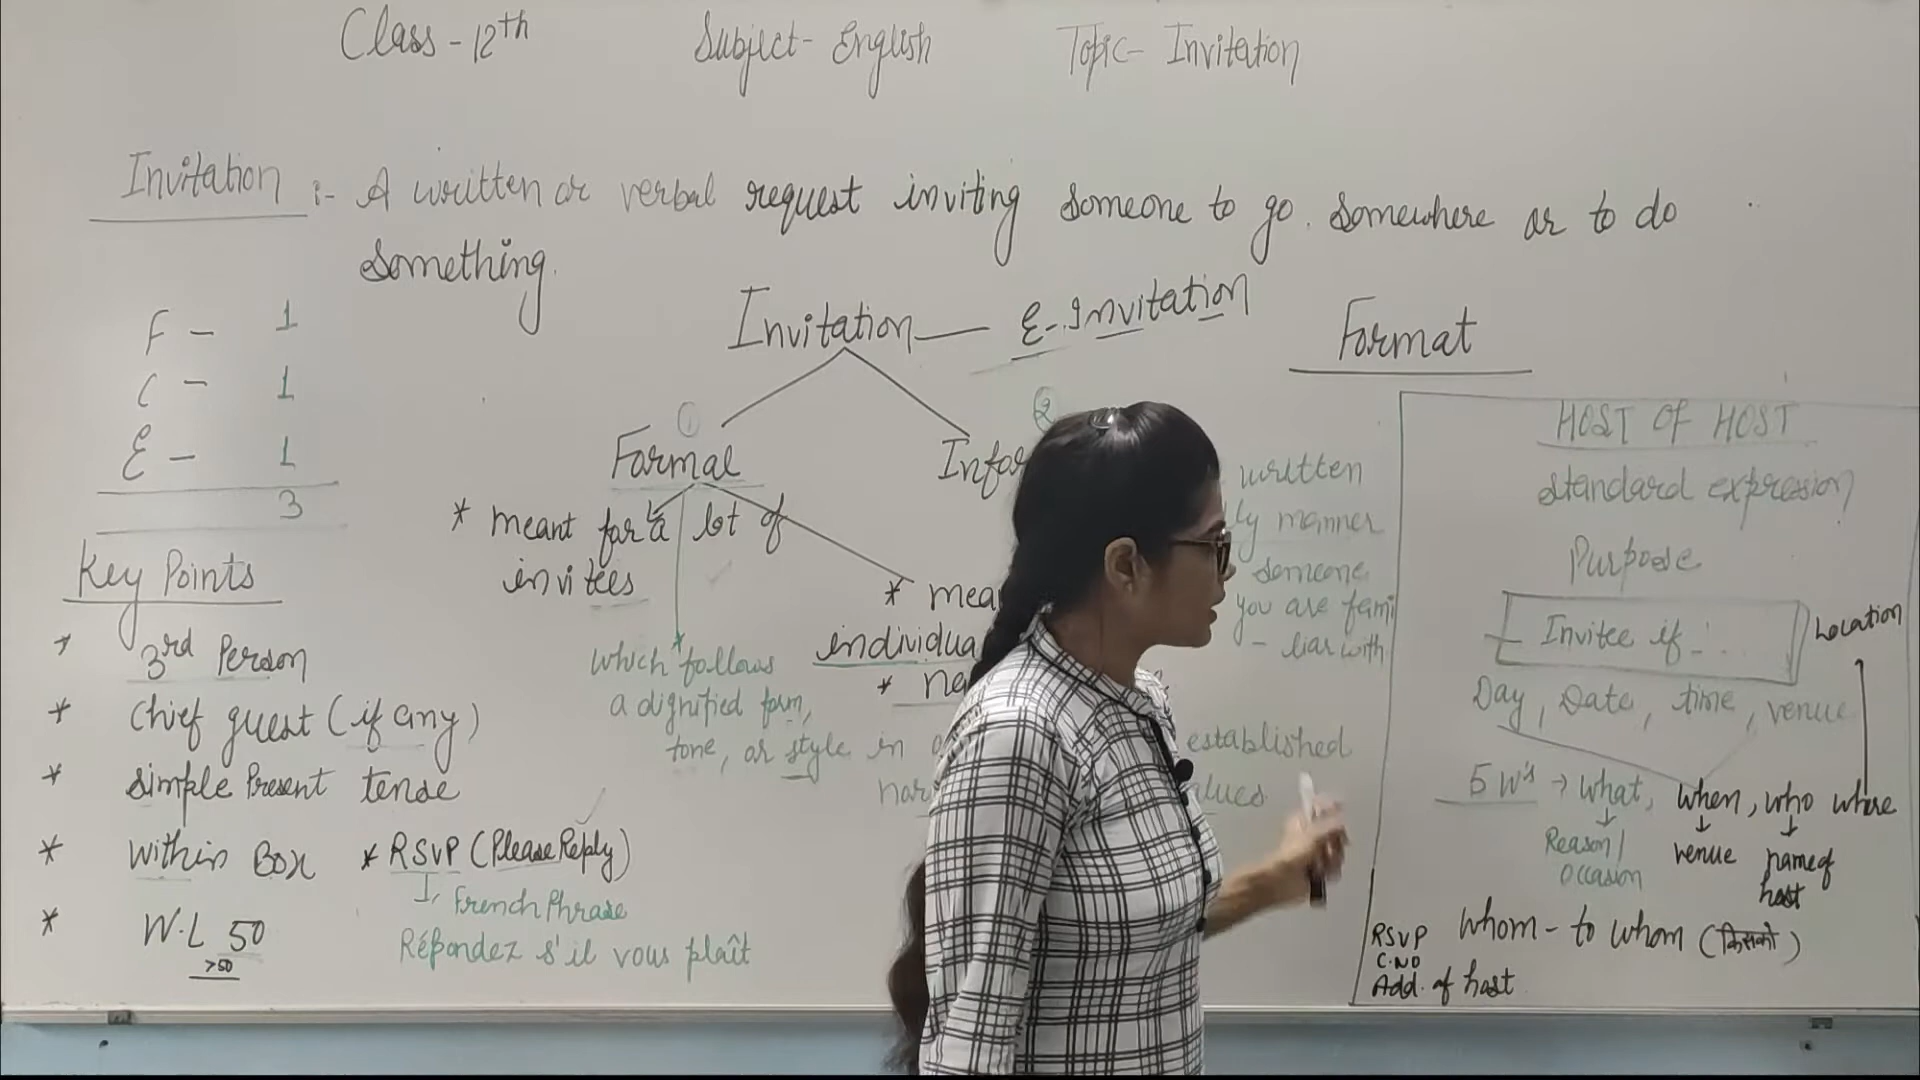 Class - 12th Subject - English Topic - Invitation
Invitation :- A written or verbal request inviting someone to go. somewhere or to do
something.
F - 1
C - 1
E - 1
3
Key Points
* 3rd Person
* Chief guest (if any)
* simple Present tense
* Within Box
* W.L 50
>50
* RSVP (Please Reply)
French Phrase
Répondez s'il vous plaît
Invitation — E-Invitation
① Formal
②
* meant for a lot of
invitees
* which follows
a dignified form,
tone, or style in
established
*
*
written
manner
someone
you are fami
- liar with
Format
HOST OF HOST
standard expression
Purpose
Invitee if
Location
Day, Date, time, venue
5 W's → what, when, who where
Reason/
Occasion
venue
name of
host
whom - to whom (किसको)
RSVP
C.NO
Add. of host